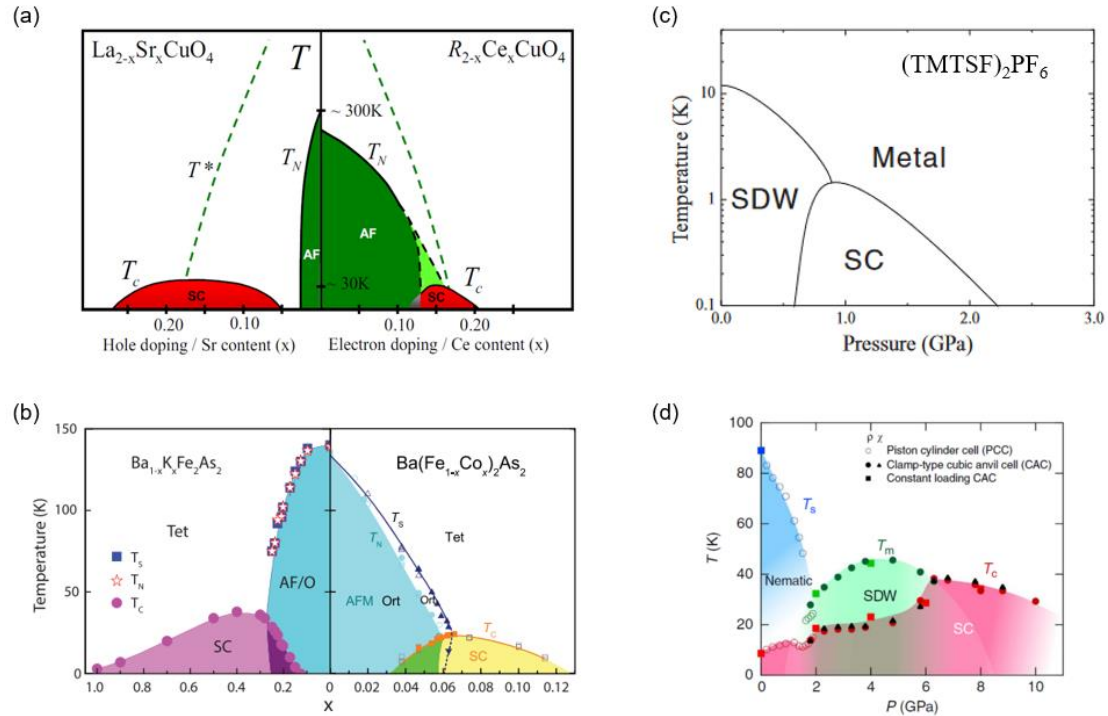 (a)
La2-xSrxCuO4
T
R2-xCexCuO4
~ 300K
T*
TN
TN
AF
AF
Tc
~ 30K
Tc
SC
SC
0.20
0.10
0.10
0.20
Hole doping / Sr content (x)
Electron doping / Ce content (x)
(c)
(TMTSF)2PF6
10
Metal
SDW
1
SC
0.1
0.0
1.0
2.0
3.0
Temperature (K)
Pressure (GPa)
(b)
150
100
50
0
Temperature (K)
Ba1-xKxFe2As2
Ba(Fe1-xCox)2As2
Tet
TS
Tet
TN
TS
TN
TC
AF/O
AFM
Ort
Ort
SC
Tc
SC
1.0
0.8
0.6
0.4
0.2
0
0.02
0.04
0.06
0.08
0.10
0.12
x
(d)
100
80
60
40
20
0
T (K)
ρ χ
Piston cylinder cell (PCC)
Clamp-type cubic anvil cell (CAC)
Constant loading CAC
Ts
Tm
Tc
Nematic
SDW
SC
0
2
4
6
8
10
P (GPa)